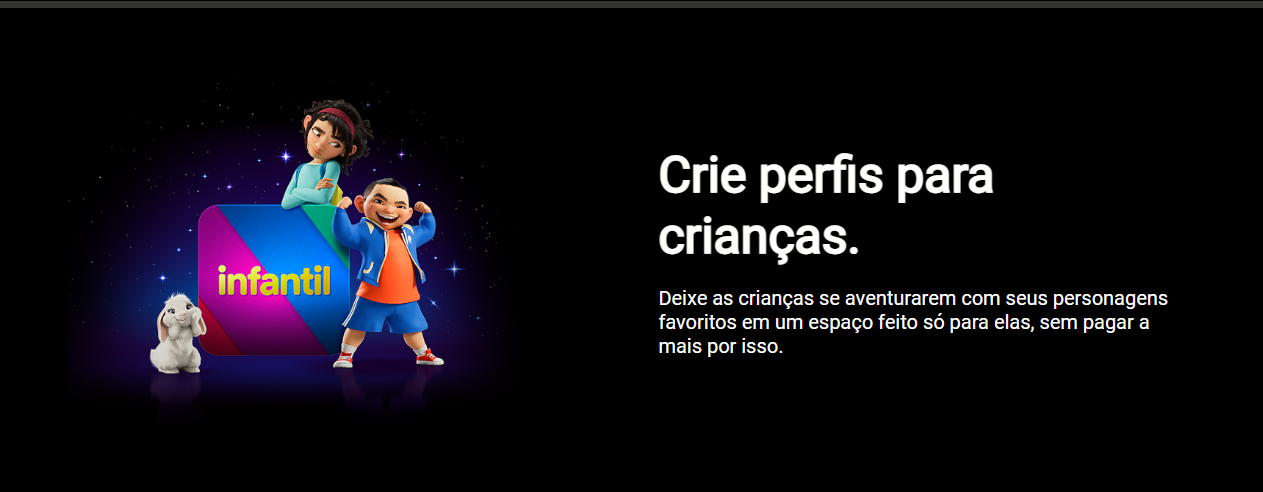 infantil
Crie perfis para
crianças.
Deixe as crianças se aventurarem com seus personagens
favoritos em um espaço feito só para elas, sem pagar a
mais por isso.